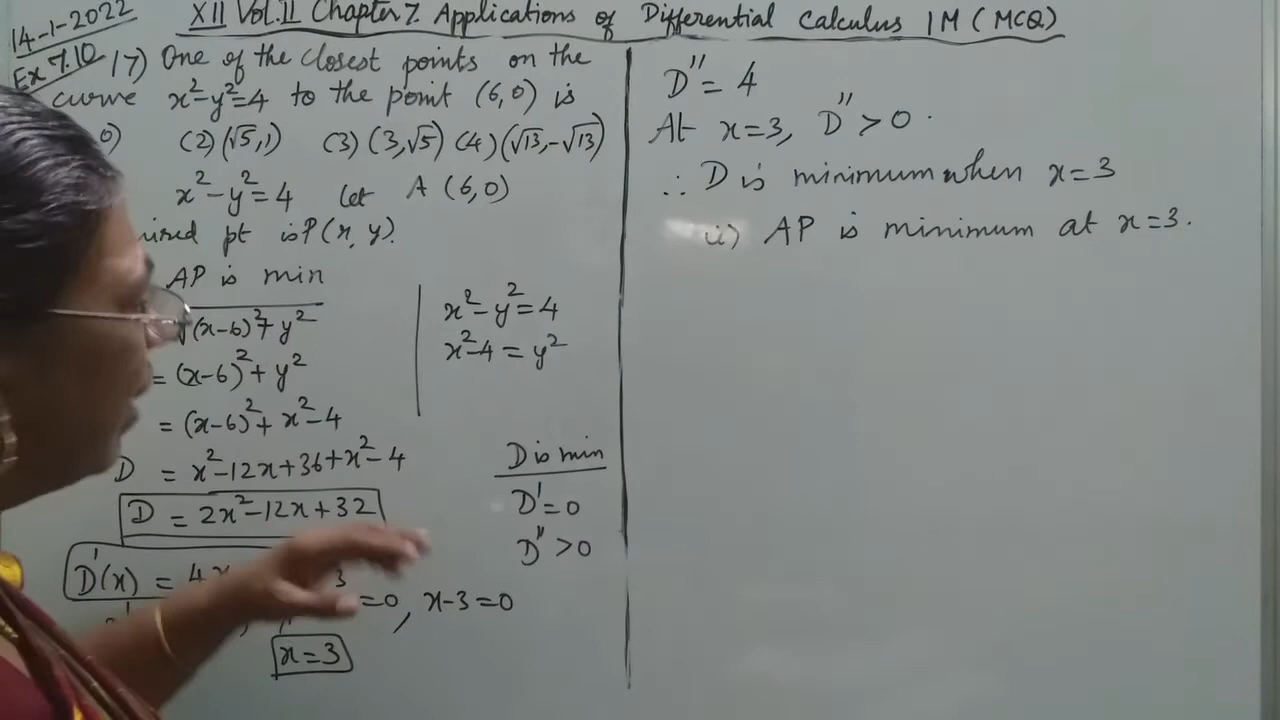 14-1-2022
Ex 7.10
XII Vol.II Chapter 7. Applications of Differential Calculus 1M (MCQ)
17) One of the closest points on the
curve x²-y²=4 to the point (6,0) is
0) (2)(√5,1) (3)(3,√5) (4)(√13,-√13)
x²-y²=4 Let A (6,0)
pt is P(x, y).
AP is min
√(x-6)²+y²
= (x-6)²+y²
= (x-6)²+x²-4
D = x²-12x+36+x²-4
D = 2x²-12x+32
D'(x) = 4x
=0, x-3=0
x=3
x²-y²=4
x²-4=y²
D is min
D'=0
D''>0
D''=4
At x=3, D''>0.
∴ D is minimum when x=3
ii) AP is minimum at x=3.